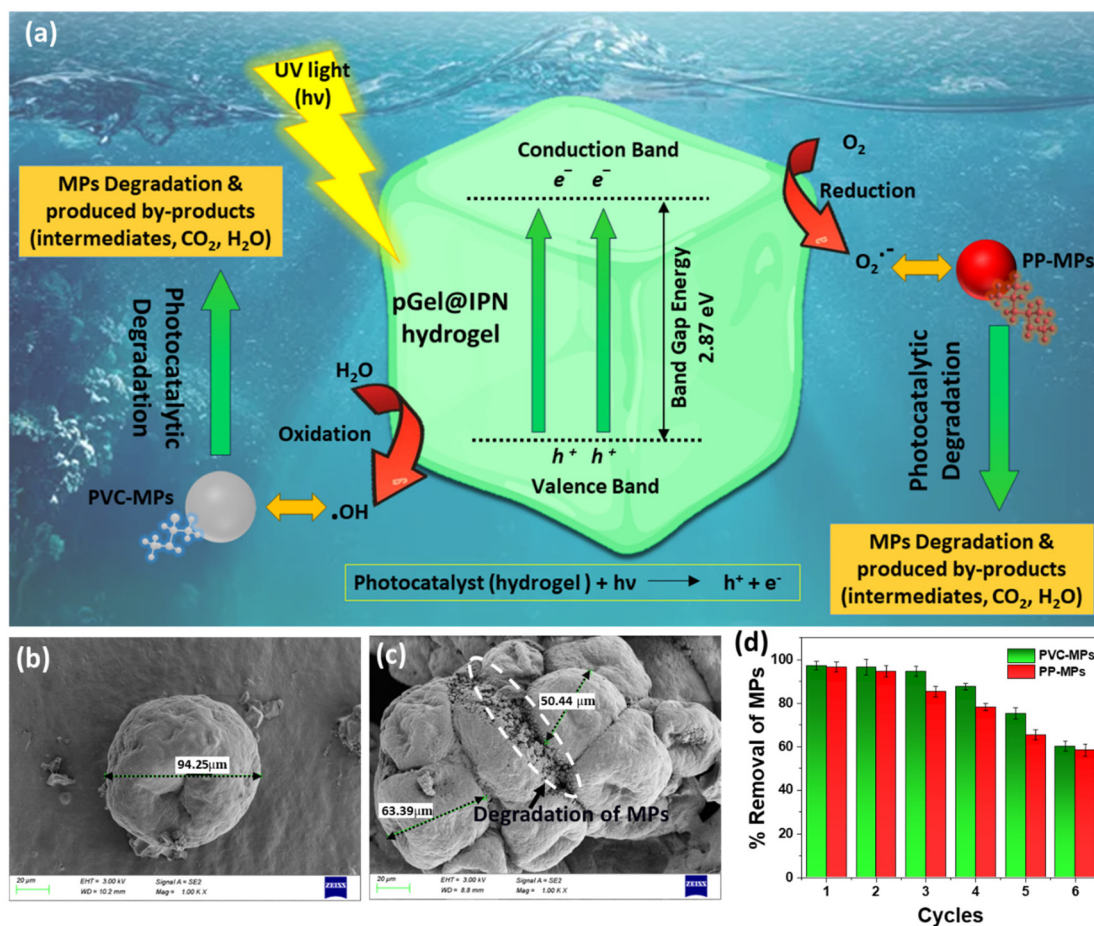 (a)
UV light
(hν)
MPs Degradation &
produced by-products
(intermediates, CO₂, H₂O)
Photocatalytic
Degradation
PVC-MPs
.OH
H₂O
Oxidation
pGel@IPN
hydrogel
Conduction Band
e⁻ e⁻
Band Gap Energy
2.87 eV
h⁺ h⁺
Valence Band
O₂
Reduction
O₂·⁻
PP-MPs
Photocatalytic
Degradation
MPs Degradation &
produced by-products
(intermediates, CO₂, H₂O)
Photocatalyst (hydrogel) + hν → h⁺ + e⁻
(b)
94.25μm
20 μm
EHT = 3.00 kV
WD = 10.2 mm
Signal A = SE2
Mag = 1.00 K X
ZEISS
(c)
50.44 μm
63.39μm
Degradation of MPs
20 μm
EHT = 3.00 kV
WD = 8.8 mm
Signal A = SE2
Mag = 1.00 K X
ZEISS
(d)
PVC-MPs
PP-MPs
% Removal of MPs
100
80
60
40
20
0
1 2 3 4 5 6
Cycles